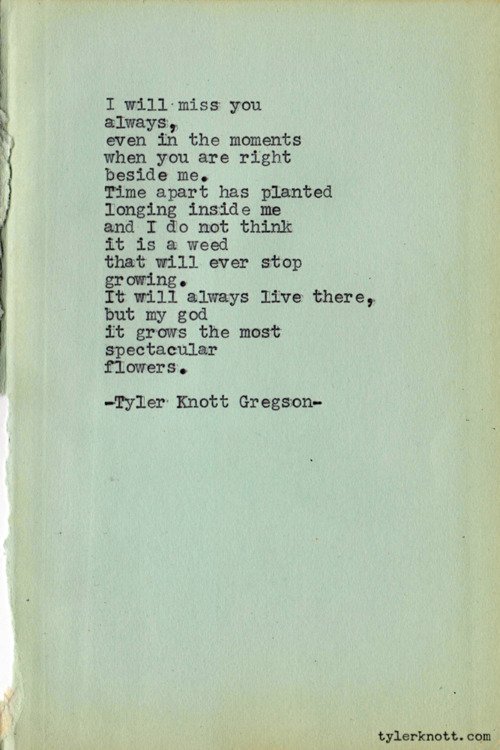 I will miss you
always,
even in the moments
when you are right
beside me.
Time apart has planted
longing inside me
and I do not think
it is a weed
that will ever stop
growing.
It will always live there,
but my god
it grows the most
spectacular
flowers.
-Tyler Knott Gregson-
tylerknott.com